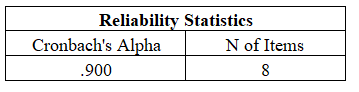 Reliability Statistics
Cronbach's Alpha N of Items
.900 8